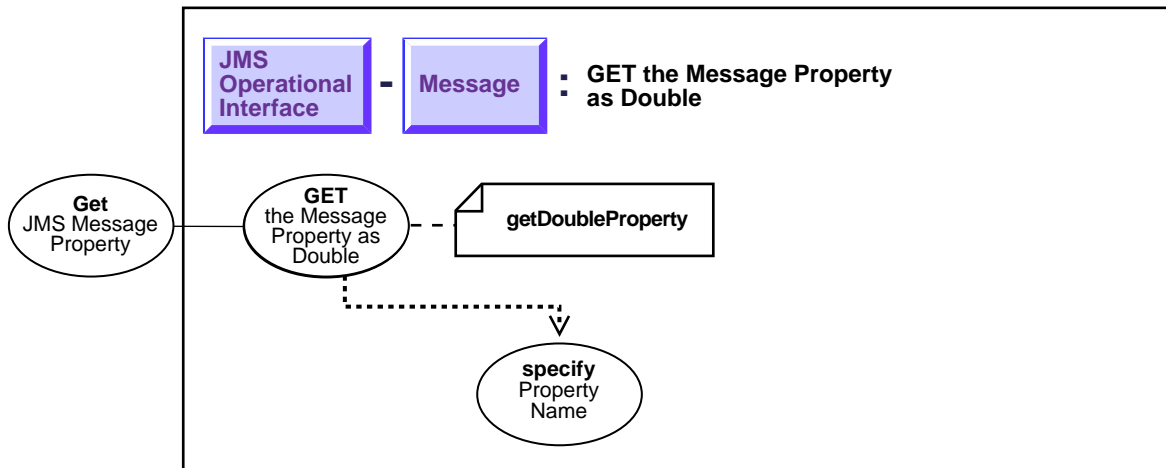 JMS
Operational
Interface
-
Message
:
GET the Message Property
as Double
Get
JMS Message
Property
GET
the Message
Property as
Double
getDoubleProperty
specify
Property
Name